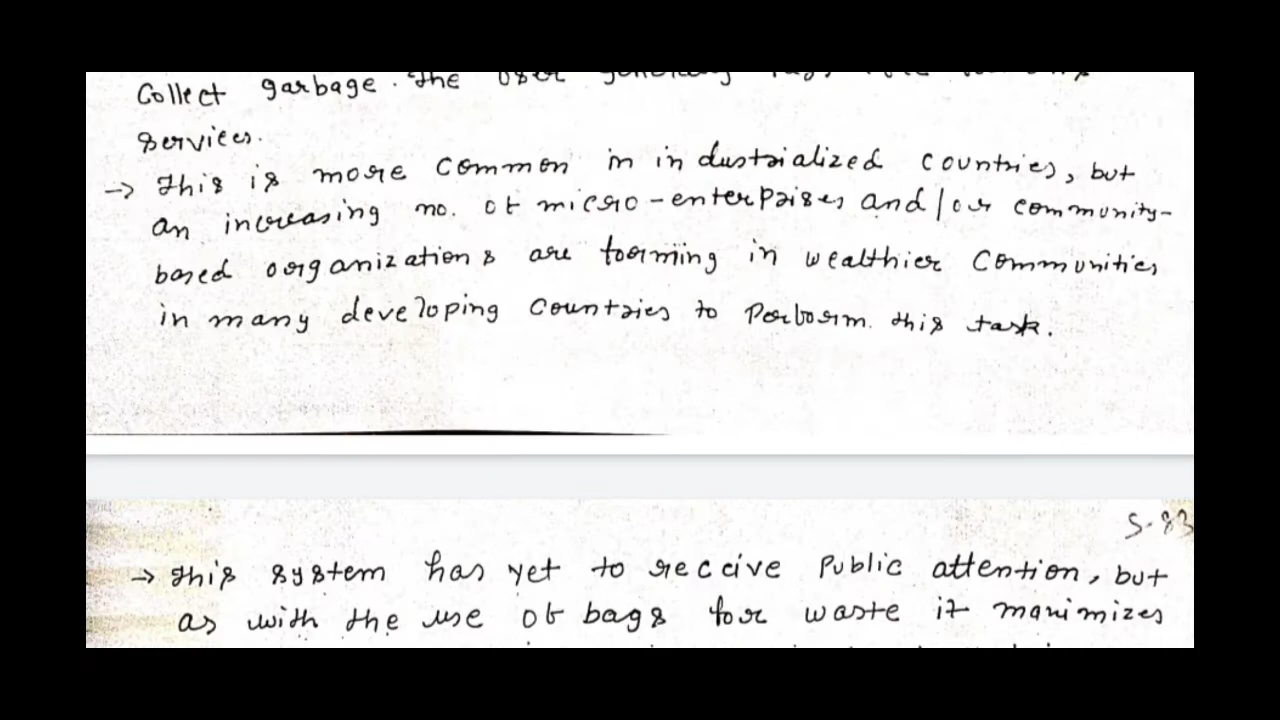 Collect garbage. The user
services.
→ This is more common in industrialized countries, but
an increasing no. of micro-enterprises and/or community-
based organizations are forming in wealthier communities
in many developing countries to perform this task.
S-83
→ This system has yet to receive public attention, but
as with the use of bags for waste it maximizes